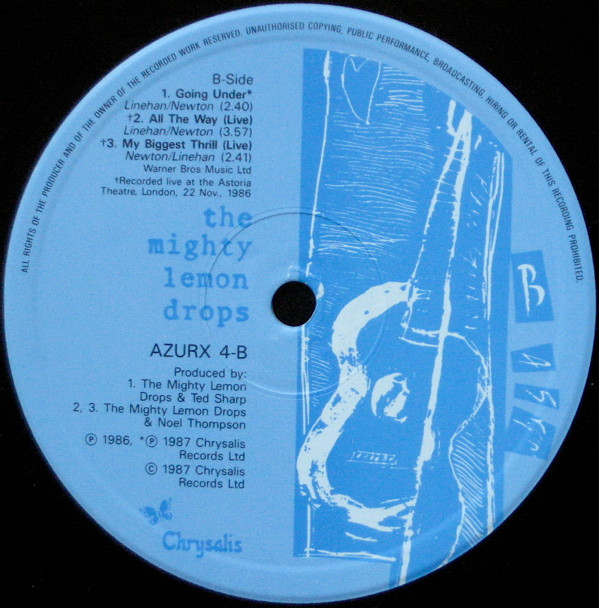 ALL RIGHTS OF THE PRODUCER AND OF THE OWNER OF THE RECORDED WORK RESERVED. UNAUTHORISED COPYING, PUBLIC PERFORMANCE, BROADCASTING, HIRING OR RENTAL OF THIS RECORDING PROHIBITED.
B-Side
1. Going Under*
Linehan/Newton (2.40)
†2. All The Way (Live)
Linehan/Newton (3.57)
†3. My Biggest Thrill (Live)
Newton/Linehan (2.41)
Warner Bros Music Ltd
†Recorded live at the Astoria
Theatre, London, 22 Nov., 1986
the
mighty
lemon
drops
AZURX 4-B
Produced by:
1. The Mighty Lemon
Drops & Ted Sharp
2, 3. The Mighty Lemon Drops
& Noel Thompson
Ⓟ 1986, *Ⓟ 1987 Chrysalis
Records Ltd
© 1987 Chrysalis
Records Ltd
Chrysalis
B